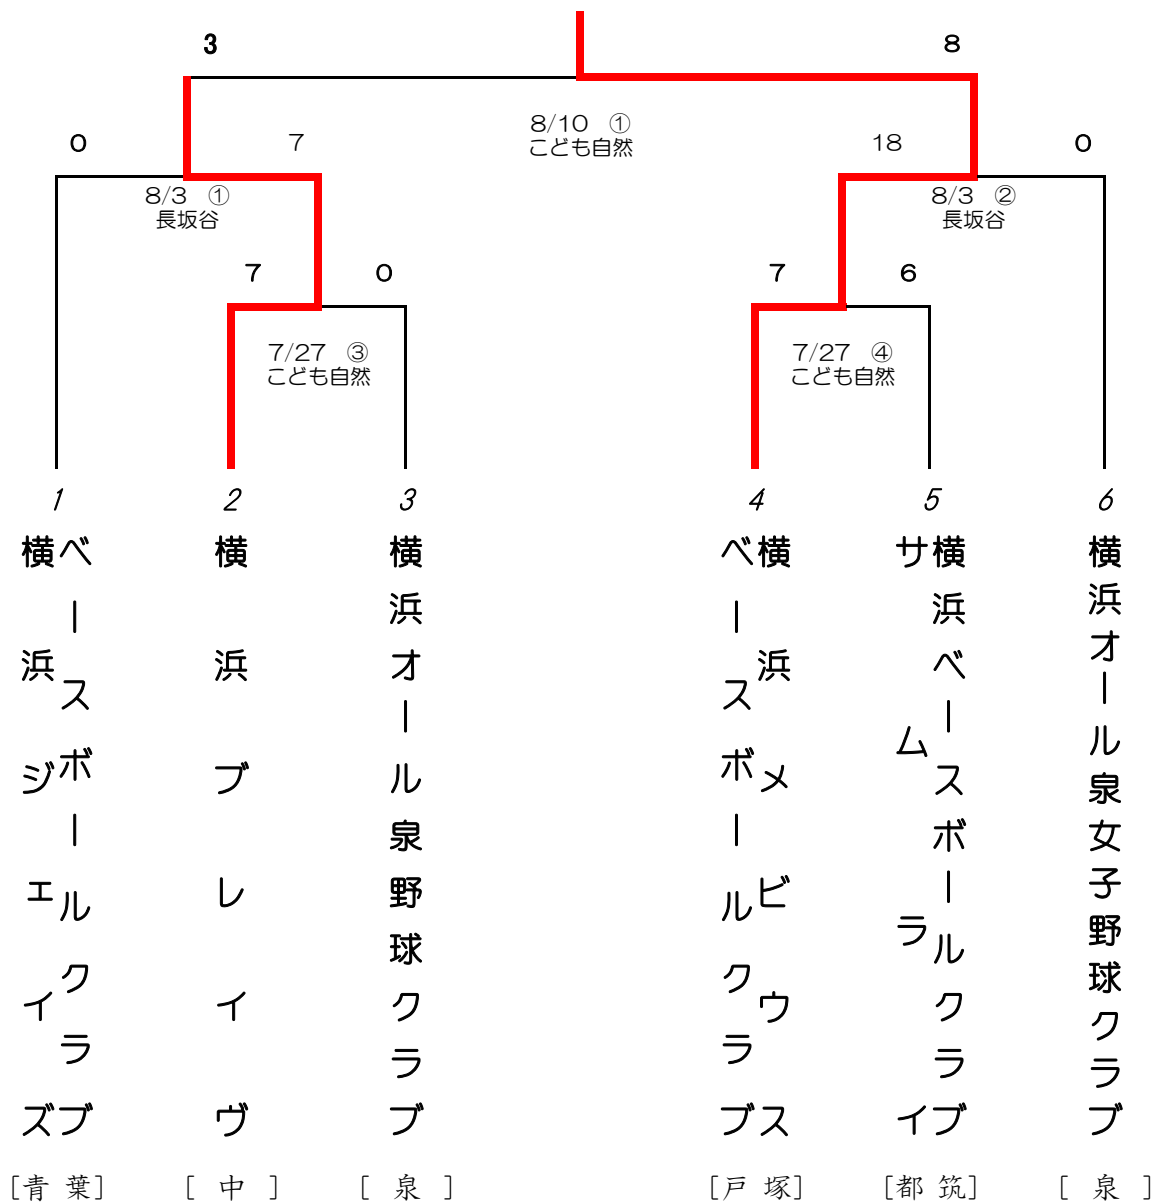 3
8
8/10 ①
こども自然
0
7
18
0
8/3 ①
長坂谷
8/3 ②
長坂谷
7
0
7
6
7/27 ③
こども自然
7/27 ④
こども自然
1
2
3
4
5
6
横浜ジェイズ
ベースボールクラブ
横浜ブレイヴ
横浜オール泉野球クラブ
横浜メビウス
ベースボールクラブ
横浜ベースボールクラブ
サムライ
横浜オール泉女子野球クラブ
[青 葉]
[ 中 ]
[ 泉 ]
[戸 塚]
[都 筑]
[ 泉 ]